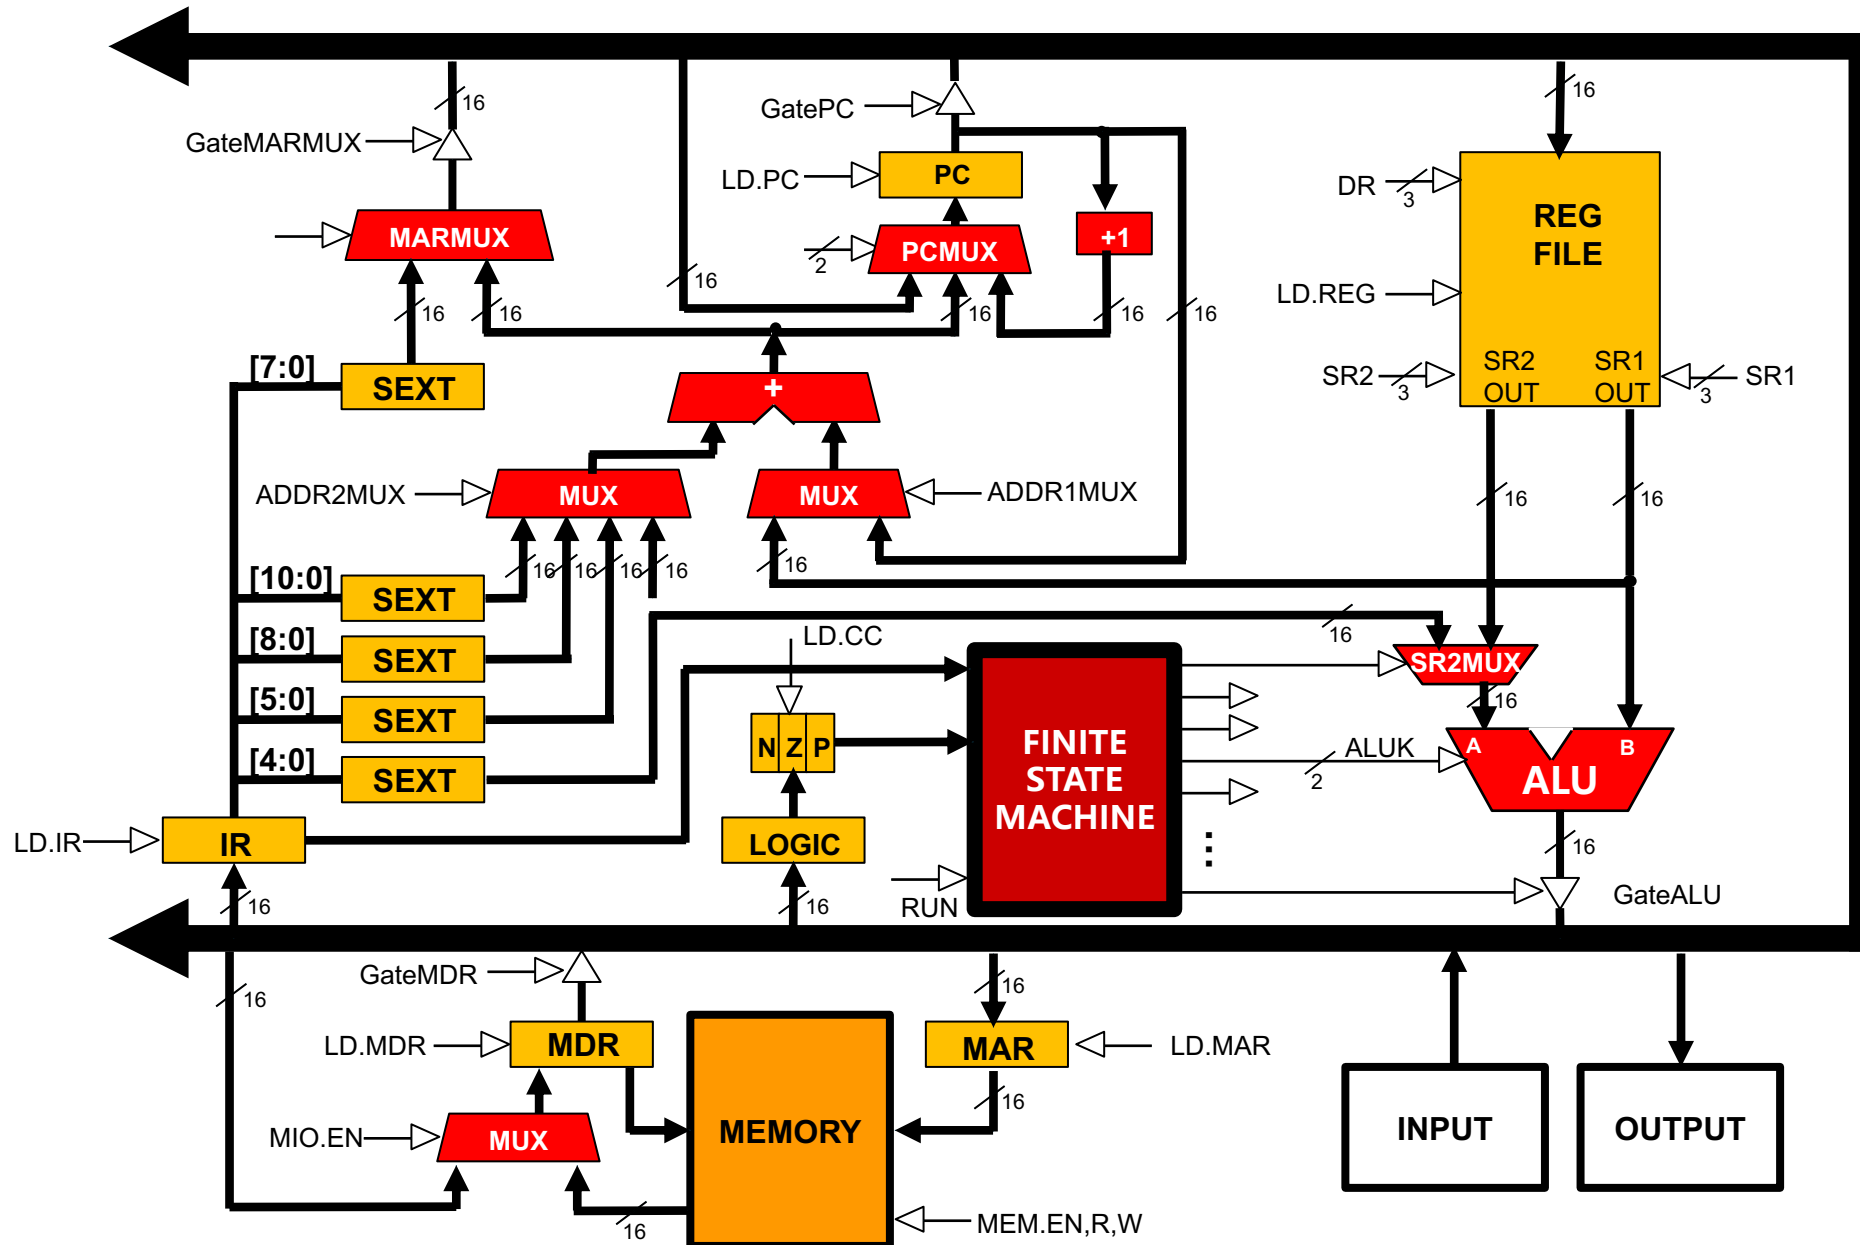 16
16
GatePC
GateMARMUX
LD.PC
PC
DR
3
REG
FILE
MARMUX
2
PCMUX
+1
16
16
16
16
16
16
LD.REG
[7:0]
SEXT
+
SR2
3
SR2
OUT
SR1
OUT
3
SR1
ADDR2MUX
MUX
MUX
ADDR1MUX
16
16
16
16
16
16
16
[10:0]
SEXT
[8:0]
SEXT
LD.CC
16
SR2MUX
16
[5:0]
SEXT
N Z P
FINITE
STATE
MACHINE
ALUK
2
A
B
ALU
[4:0]
SEXT
LD.IR
IR
LOGIC
⋮
16
16
16
RUN
GateALU
GateMDR
16
16
LD.MDR
MDR
MAR
LD.MAR
16
MIO.EN
MUX
MEMORY
INPUT
OUTPUT
16
MEM.EN,R,W